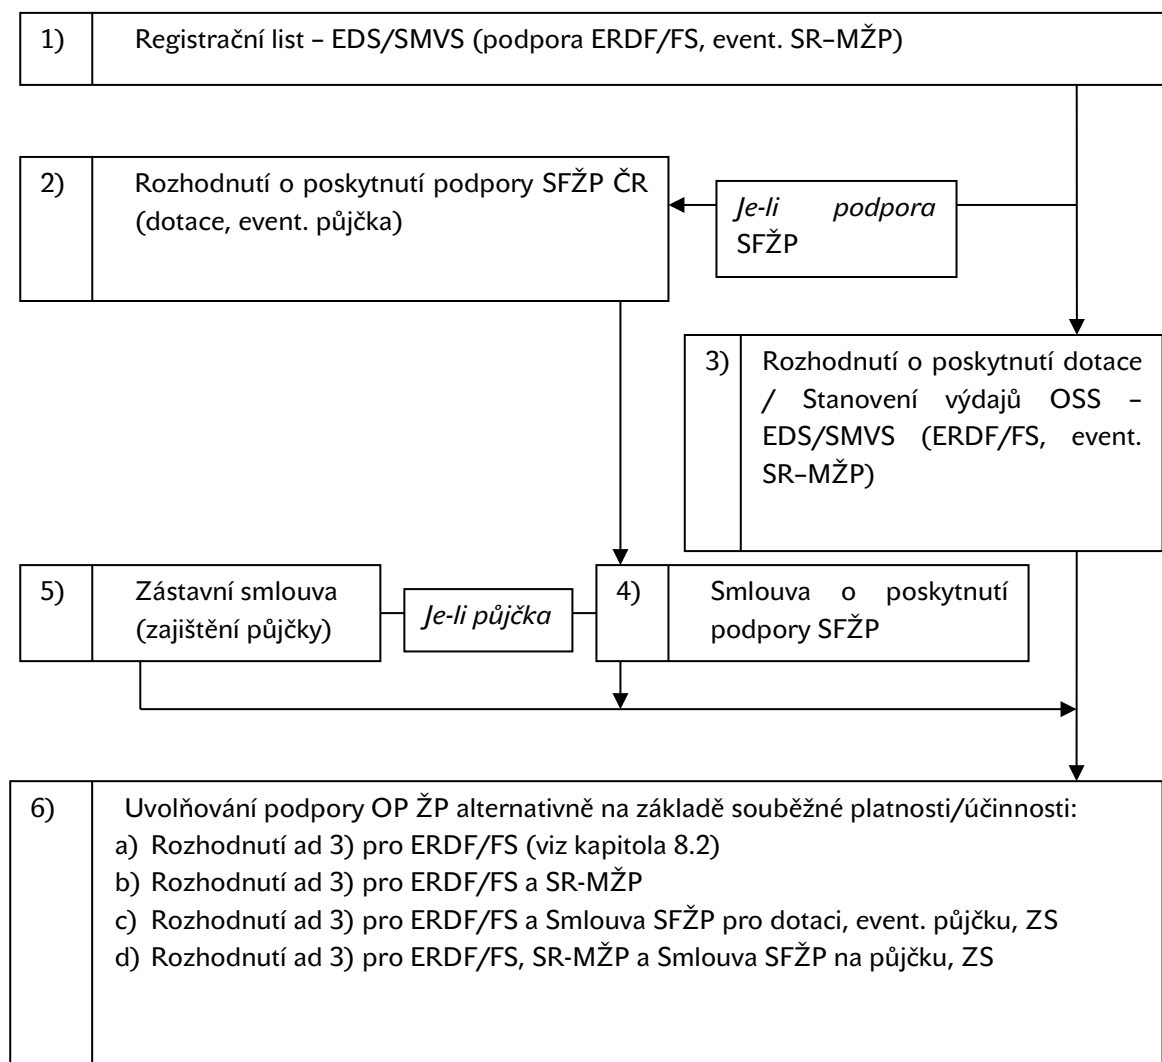 1) Registrační list – EDS/SMVS (podpora ERDF/FS, event. SR–MŽP)
2) Rozhodnutí o poskytnutí podpory SFŽP ČR
(dotace, event. půjčka)
Je-li podpora
SFŽP
3) Rozhodnutí o poskytnutí dotace
/ Stanovení výdajů OSS –
EDS/SMVS (ERDF/FS, event.
SR–MŽP)
5) Zástavní smlouva
(zajištění půjčky)
Je-li půjčka
4) Smlouva o poskytnutí
podpory SFŽP
6) Uvolňování podpory OP ŽP alternativně na základě souběžné platnosti/účinnosti:
a) Rozhodnutí ad 3) pro ERDF/FS (viz kapitola 8.2)
b) Rozhodnutí ad 3) pro ERDF/FS a SR-MŽP
c) Rozhodnutí ad 3) pro ERDF/FS a Smlouva SFŽP pro dotaci, event. půjčku, ZS
d) Rozhodnutí ad 3) pro ERDF/FS, SR-MŽP a Smlouva SFŽP na půjčku, ZS